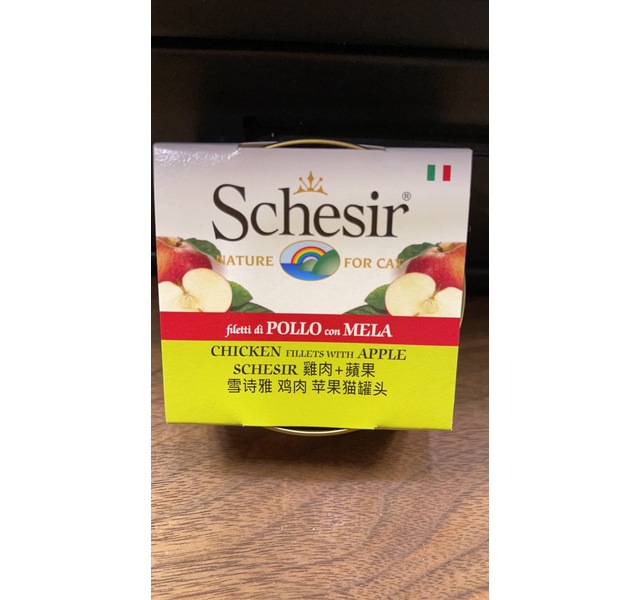 Schesir®
NATURE FOR CAT
filetti di POLLO con MELA
CHICKEN FILLETS WITH APPLE
SCHESIR 雞肉+蘋果
雪诗雅 鸡肉 苹果猫罐头